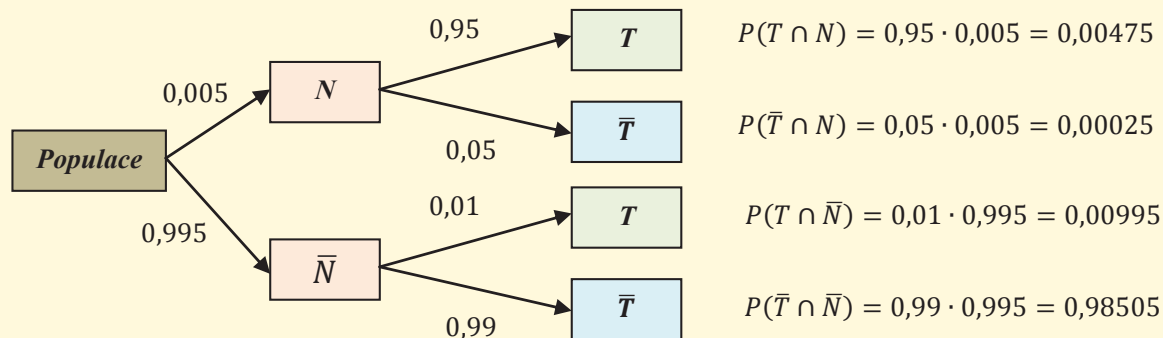 0,95
T
P(T ∩ N) = 0,95 · 0,005 = 0,00475
0,005
N
T̅
P(T̅ ∩ N) = 0,05 · 0,005 = 0,00025
0,05
Populace
0,01
T
P(T ∩ N̅) = 0,01 · 0,995 = 0,00995
0,995
N̅
T̅
P(T̅ ∩ N̅) = 0,99 · 0,995 = 0,98505
0,99